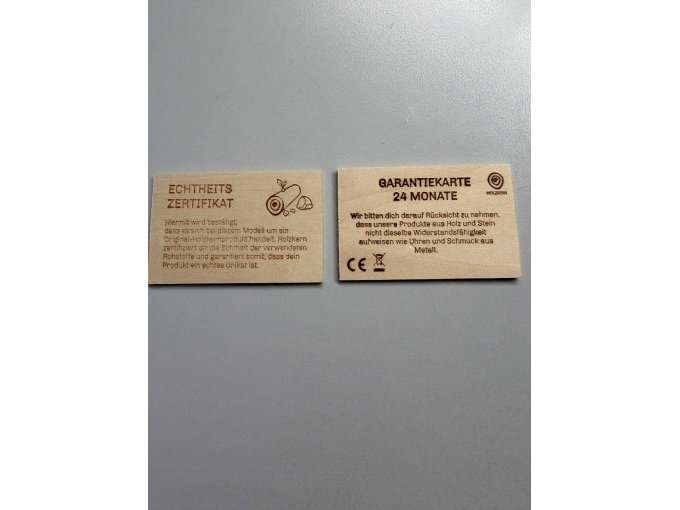 ECHTHEITS
ZERTIFIKAT
Hiermit wird bestätigt,
dass es sich bei diesem Modell um ein
Original-Holzkernprodukt handelt. Holzkern
zertifiziert dir die Echtheit der verwendeten
Rohstoffe und garantiert somit, dass dein
Produkt ein echtes Unikat ist.
GARANTIEKARTE
24 MONATE
HOLZKERN
Wir bitten dich darauf Rücksicht zu nehmen,
dass unsere Produkte aus Holz und Stein
nicht dieselbe Widerstandsfähigkeit
aufweisen wie Uhren und Schmuck aus
Metall.
CE